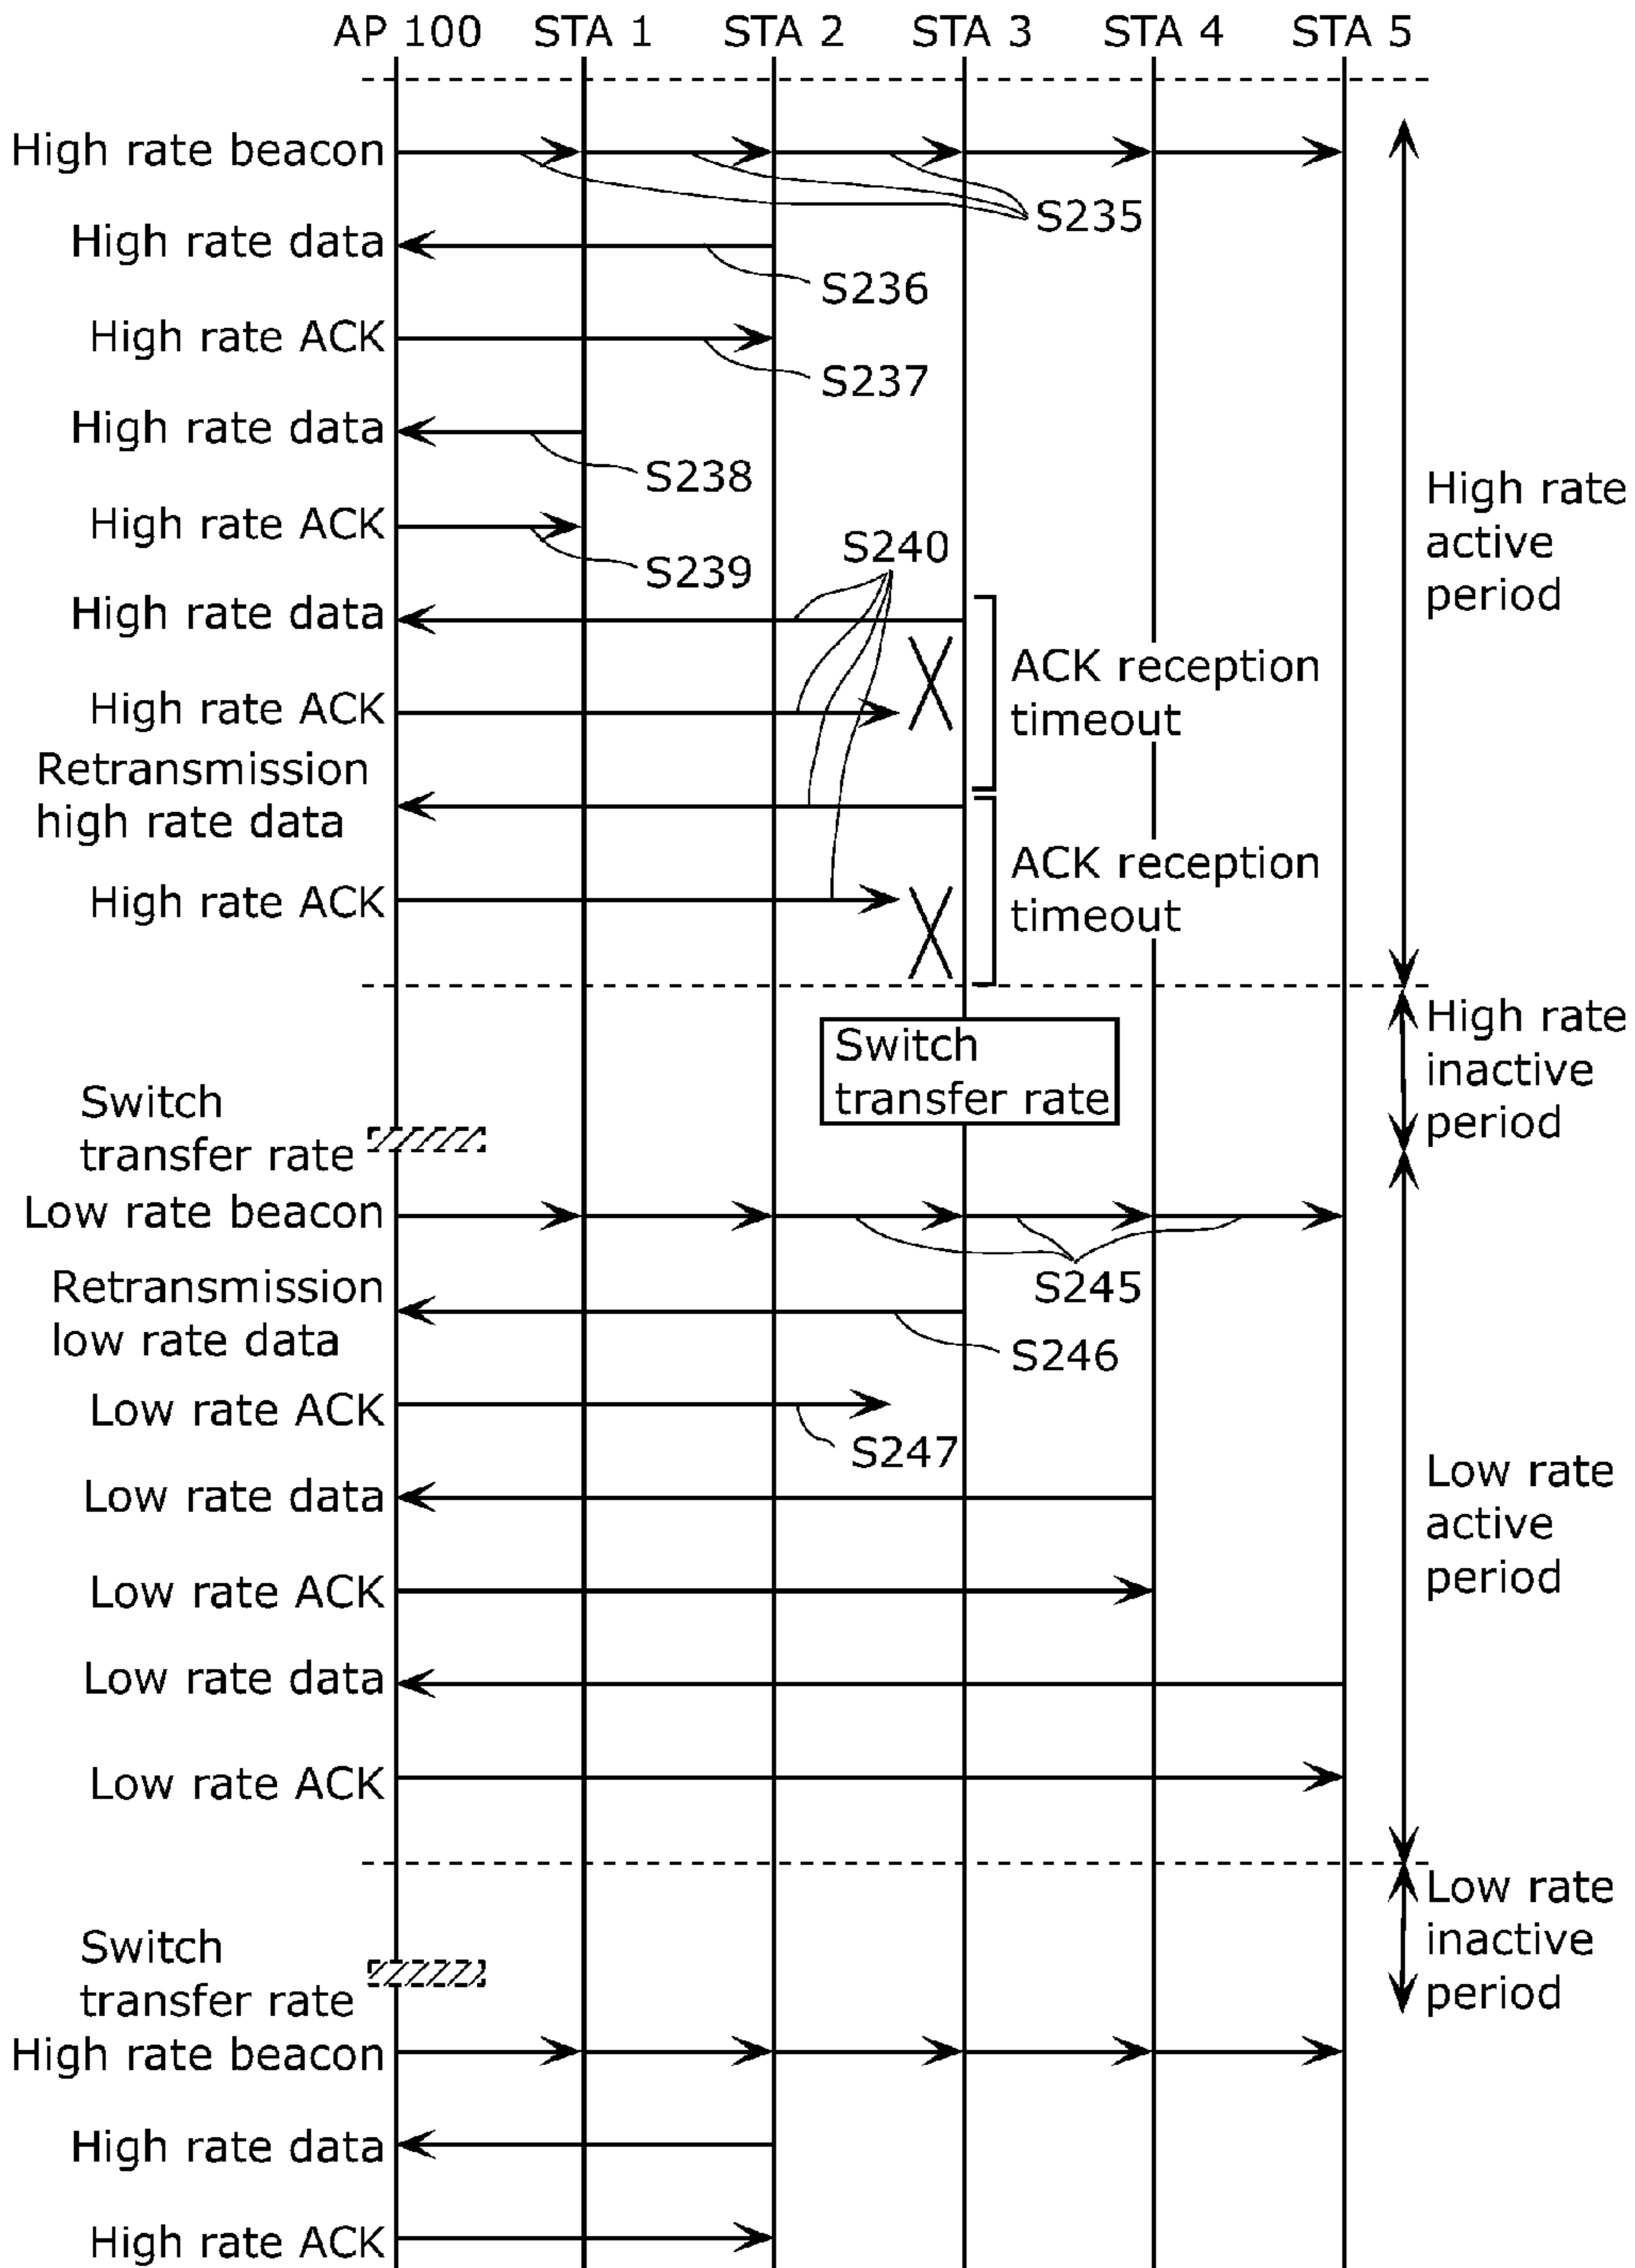 AP 100 STA 1 STA 2 STA 3 STA 4 STA 5
High rate beacon
S235
High rate data
S236
High rate ACK
S237
High rate data
S238
High rate ACK
S239
S240
High rate
active
period
High rate data
ACK reception
timeout
High rate ACK
Retransmission
high rate data
ACK reception
timeout
High rate ACK
High rate
inactive
period
Switch
transfer rate
Switch
transfer rate
Low rate beacon
S245
Retransmission
low rate data
S246
Low rate ACK
S247
Low rate
active
period
Low rate data
Low rate ACK
Low rate data
Low rate ACK
Low rate
inactive
period
Switch
transfer rate
High rate beacon
High rate data
High rate ACK